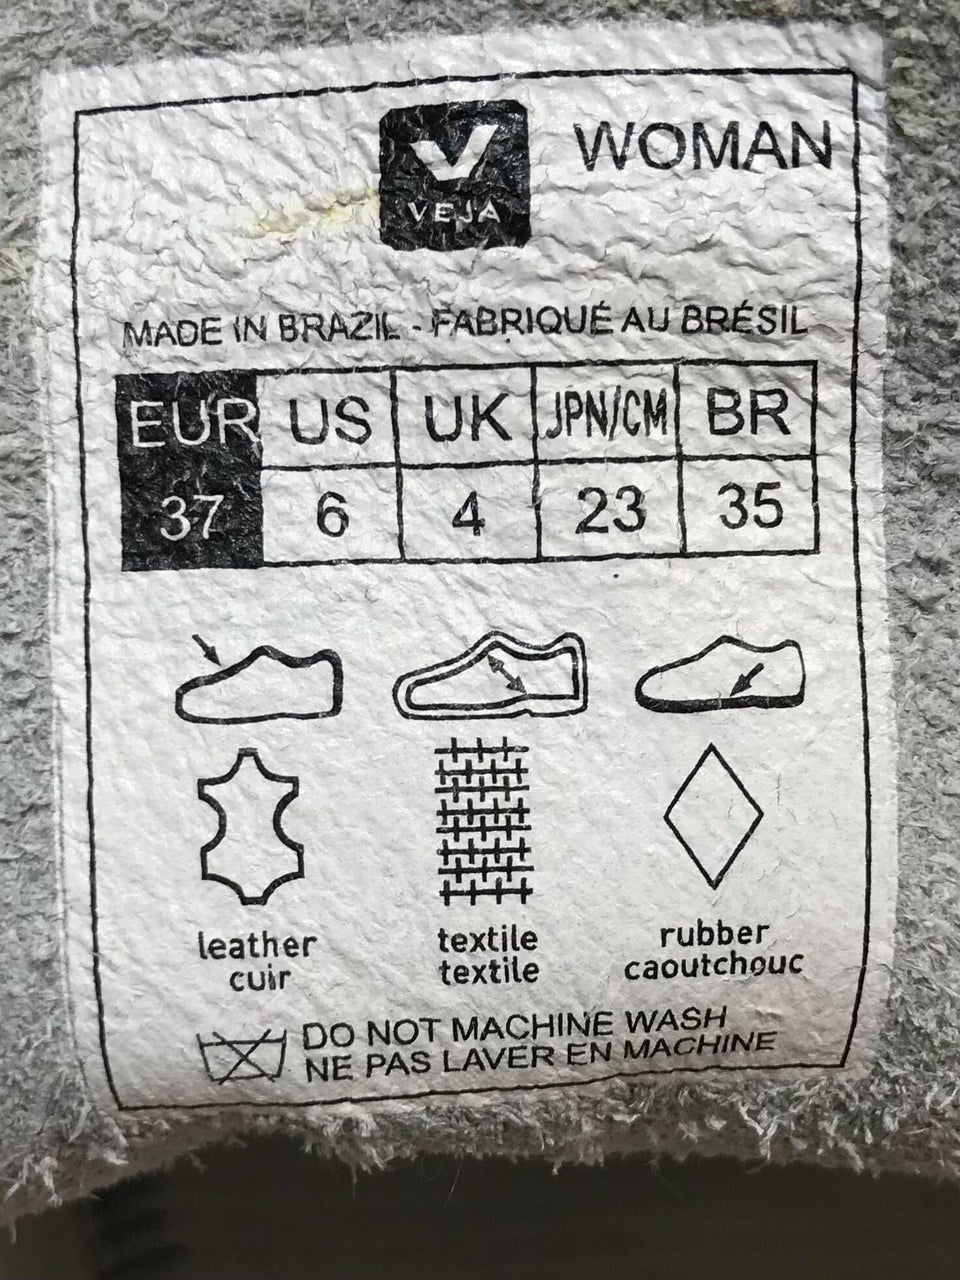 WOMAN
VEJA
MADE IN BRAZIL - FABRIQUÉ AU BRÉSIL
EUR US UK JPN/CM BR
37 6 4 23 35
leather textile rubber
cuir textile caoutchouc
DO NOT MACHINE WASH
NE PAS LAVER EN MACHINE